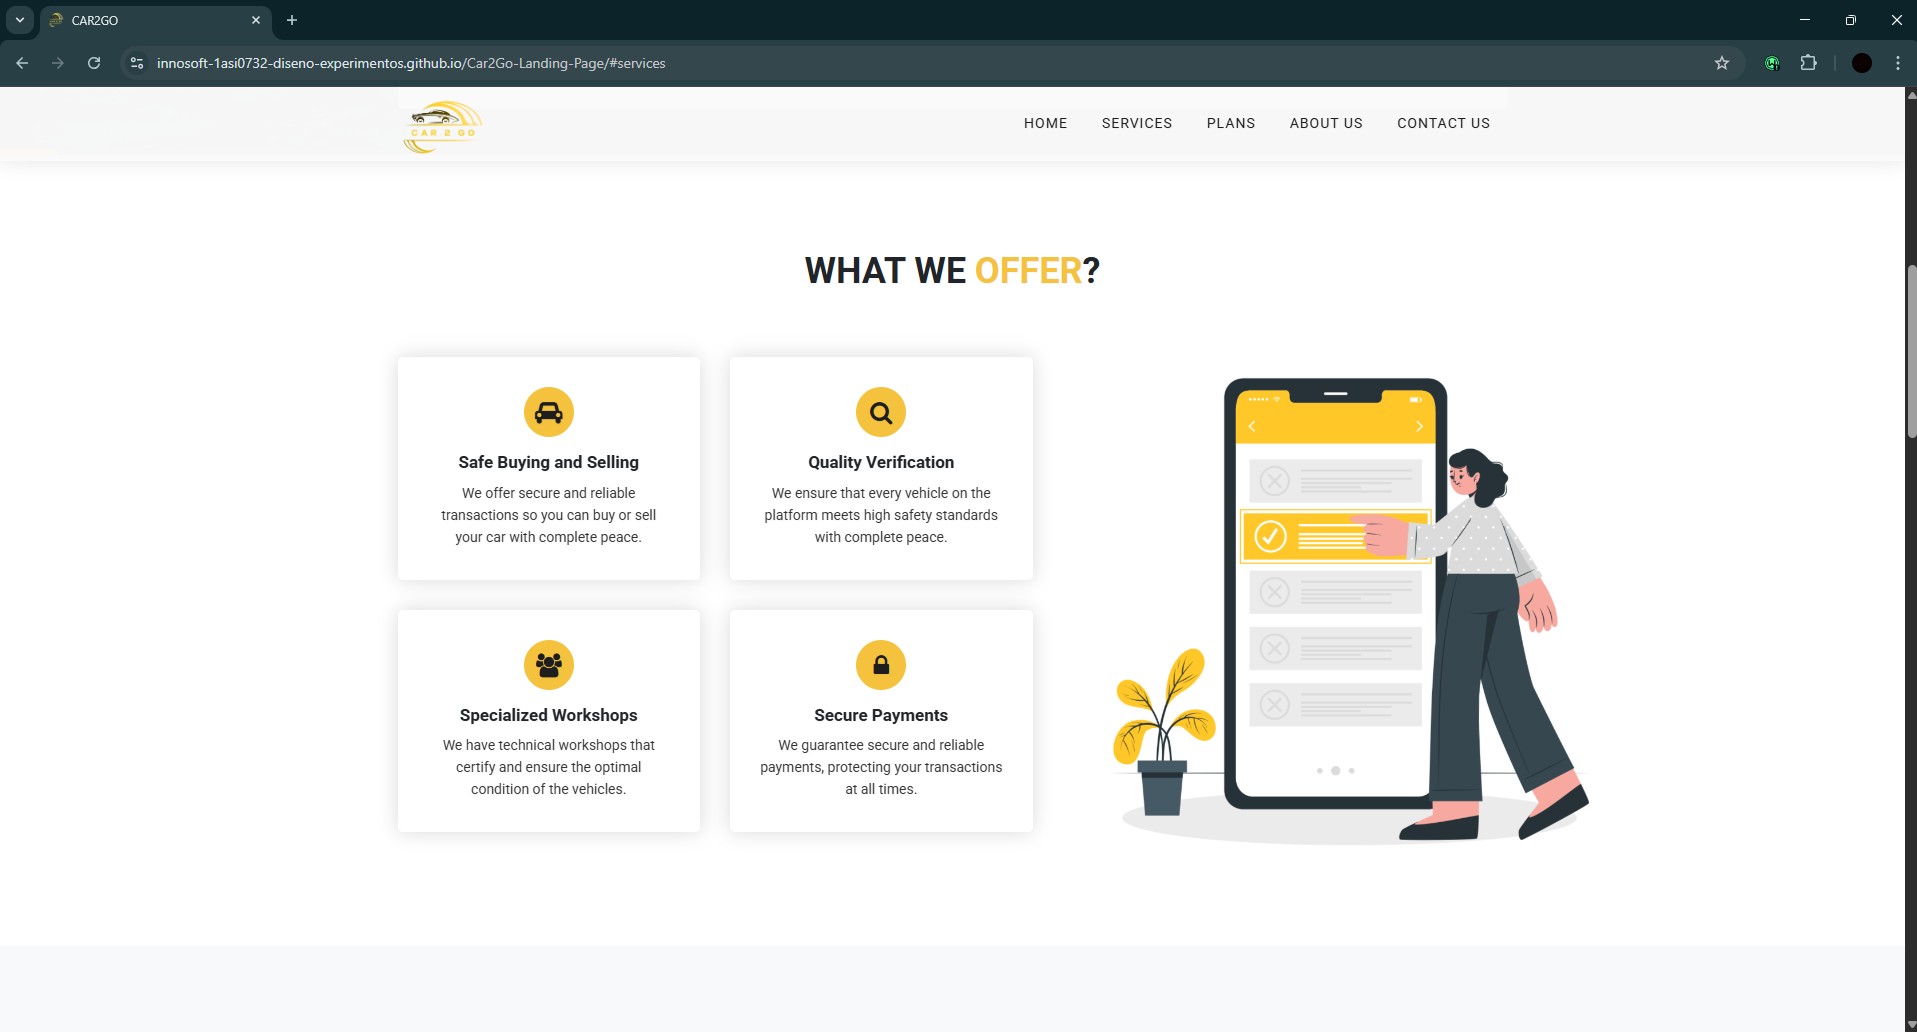 CAR2GO
innosoft-1asi0732-diseno-experimentos.github.io/Car2Go-Landing-Page/#services
CAR 2 GO
HOME SERVICES PLANS ABOUT US CONTACT US
WHAT WE OFFER?
Safe Buying and Selling
We offer secure and reliable
transactions so you can buy or sell
your car with complete peace.
Quality Verification
We ensure that every vehicle on the
platform meets high safety standards
with complete peace.
Specialized Workshops
We have technical workshops that
certify and ensure the optimal
condition of the vehicles.
Secure Payments
We guarantee secure and reliable
payments, protecting your transactions
at all times.